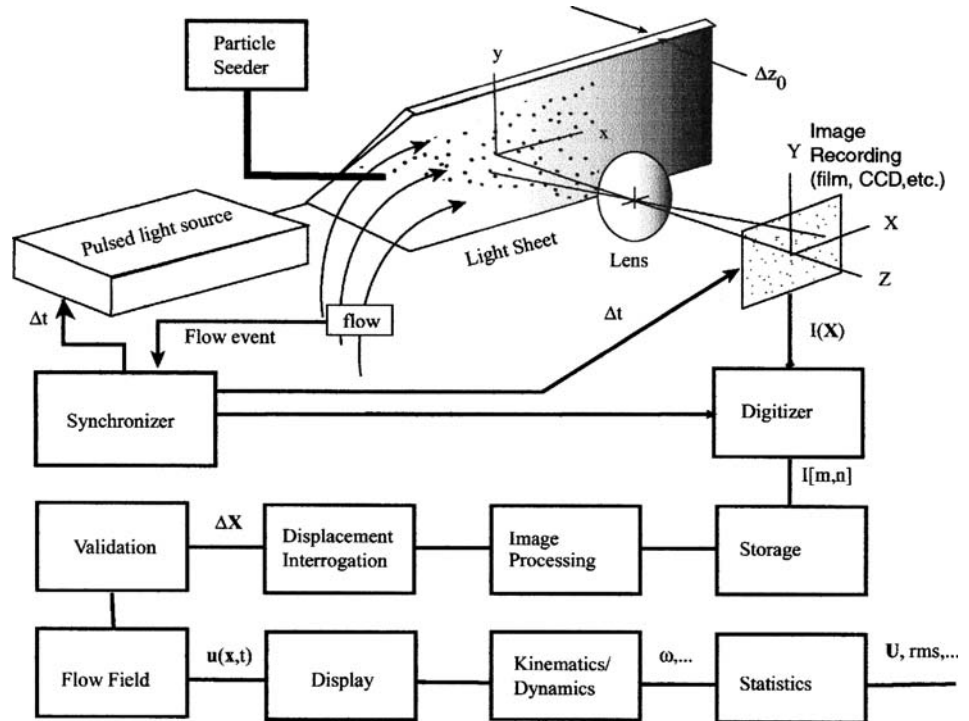 Particle
Seeder
y
x
Δz₀
Image
Recording
(film, CCD,etc.)
Y
X
Z
Pulsed light source
Light Sheet
Lens
Δt
flow
Flow event
Δt
I(X)
Synchronizer
Digitizer
I[m,n]
Validation
ΔX
Displacement
Interrogation
Image
Processing
Storage
Flow Field
u(x,t)
Display
Kinematics/
Dynamics
ω,...
Statistics
U, rms,...